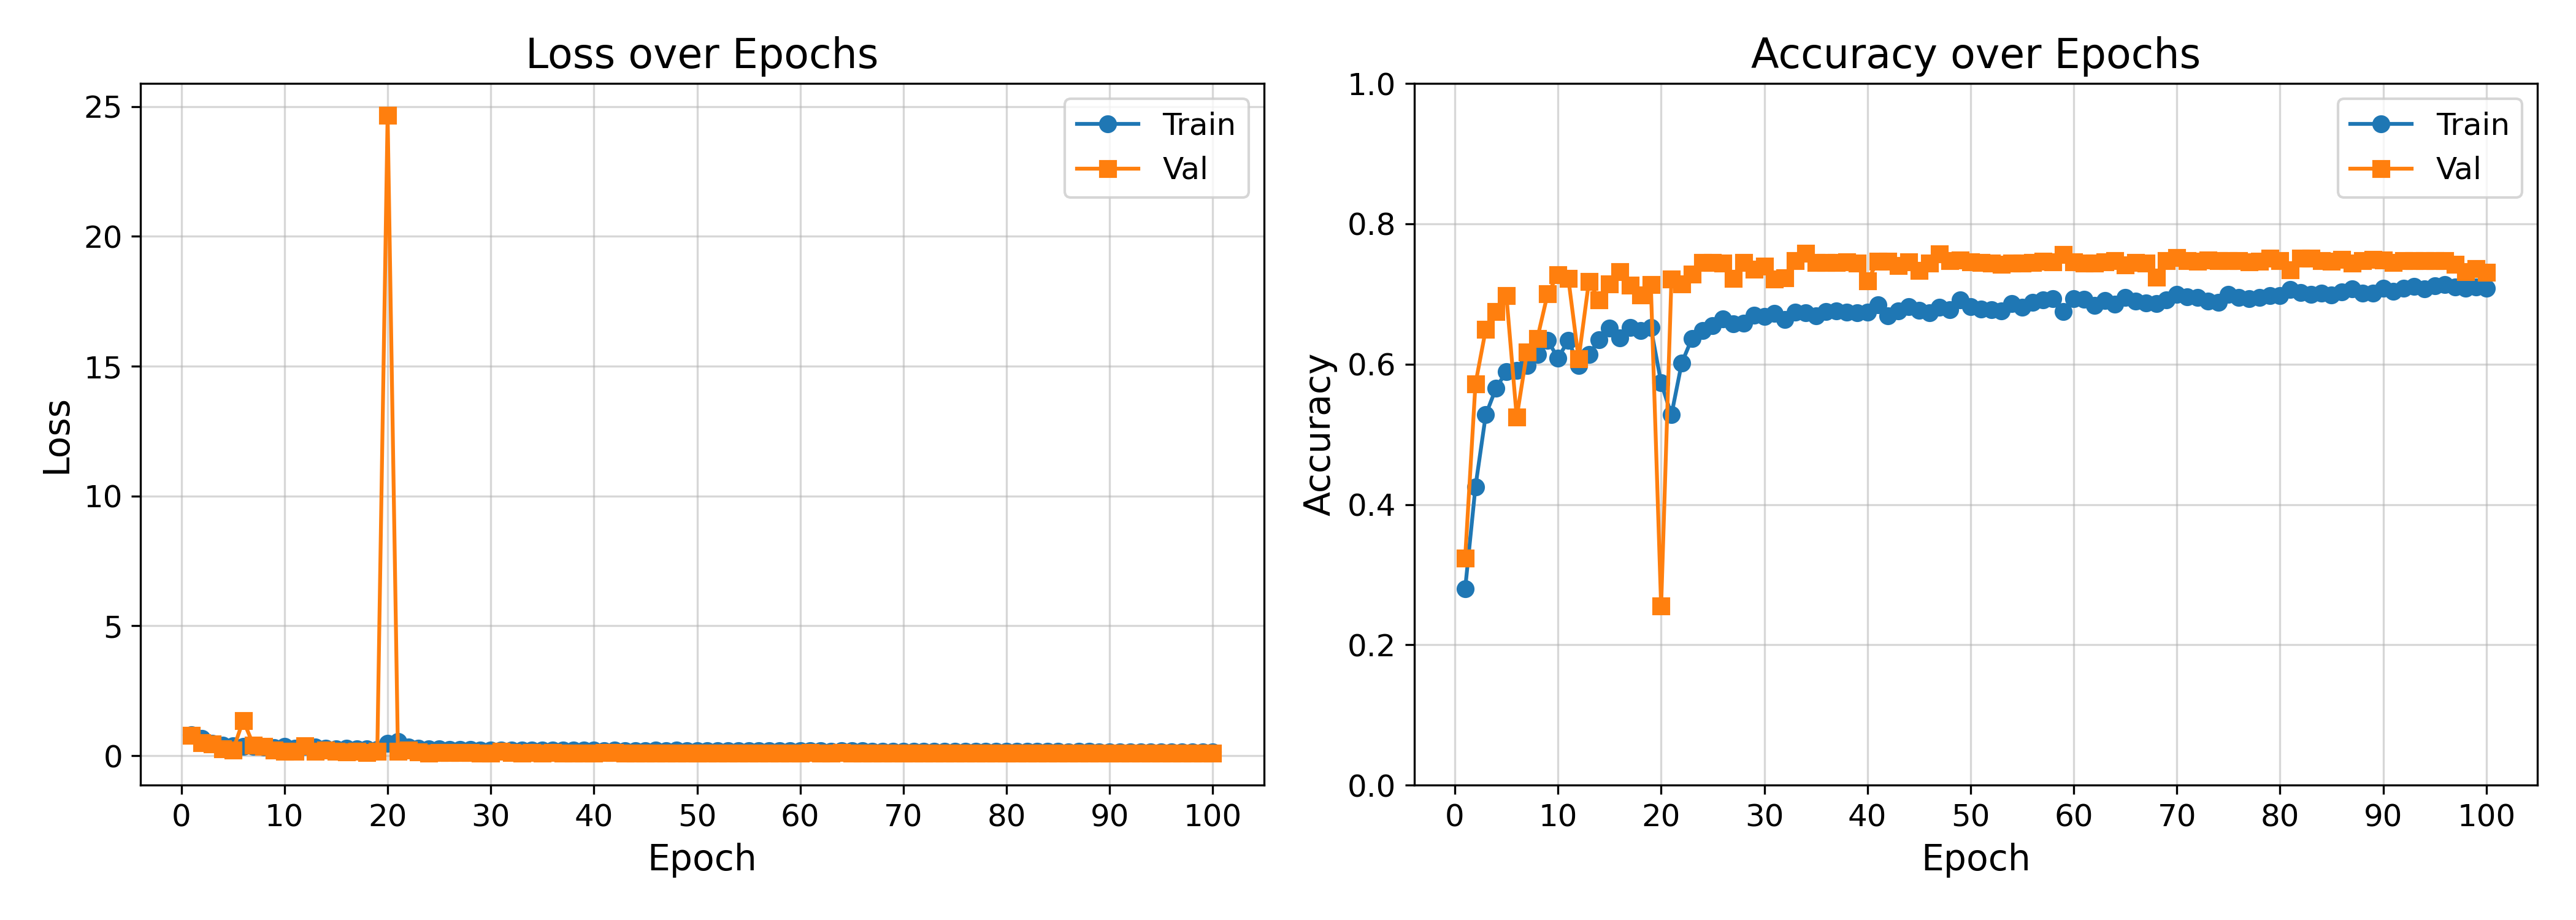 Loss over Epochs
25
20
15
10
5
0
Loss
0 10 20 30 40 50 60 70 80 90 100
Epoch
Train
Val
Accuracy over Epochs
1.0
0.8
0.6
0.4
0.2
0.0
Accuracy
0 10 20 30 40 50 60 70 80 90 100
Epoch
Train
Val